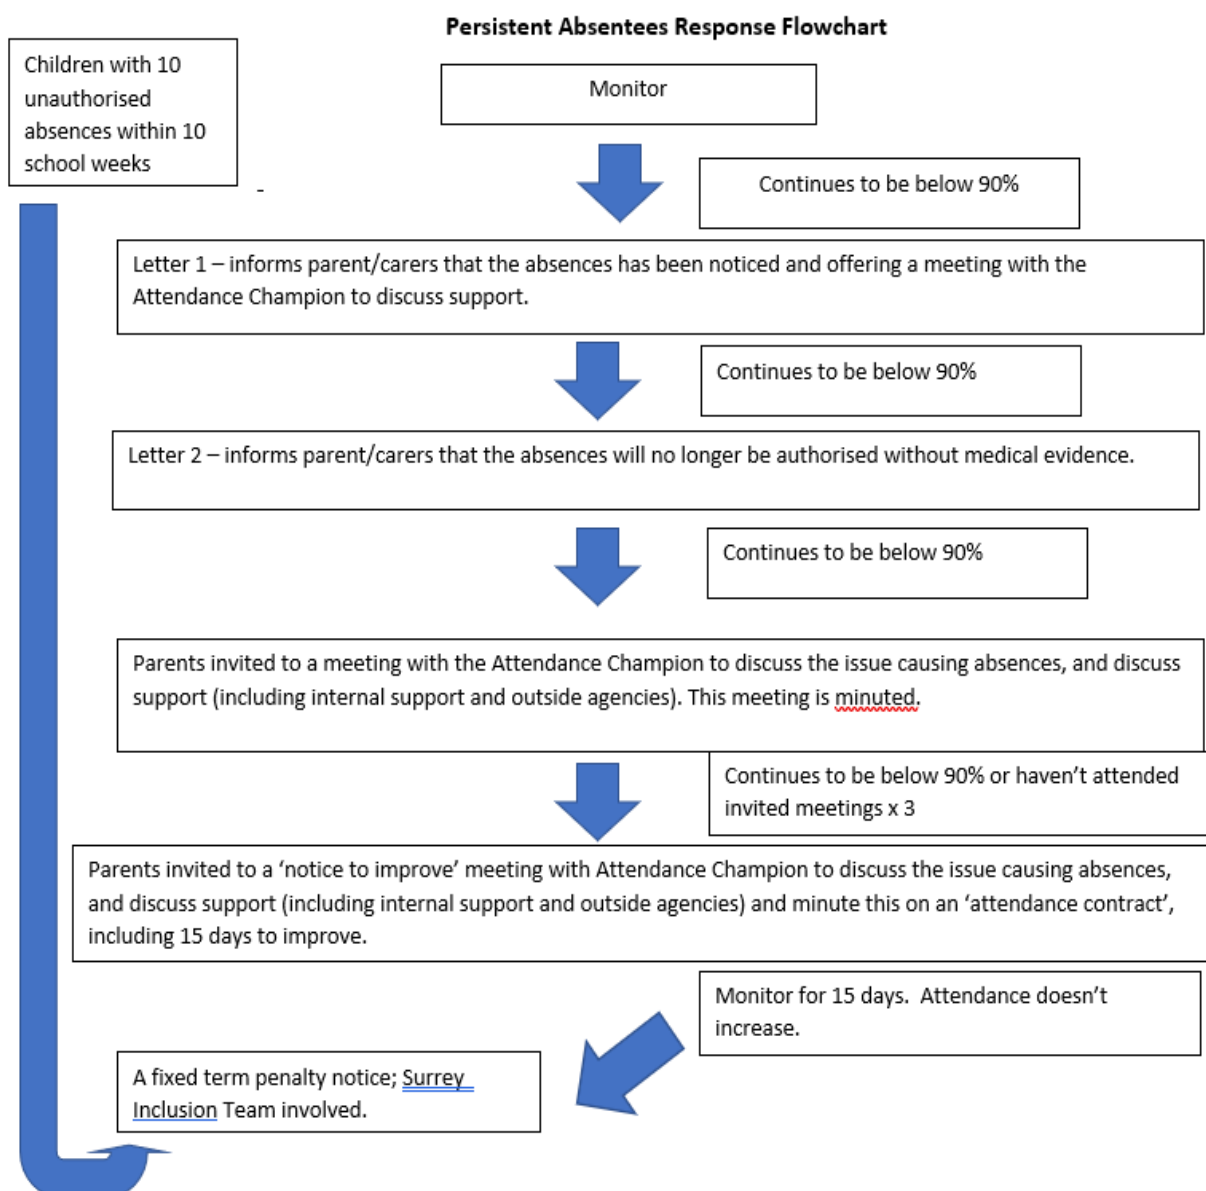 Persistent Absentees Response Flowchart
Children with 10
unauthorised
absences within 10
school weeks
Monitor
-
Continues to be below 90%
Letter 1 – informs parent/carers that the absences has been noticed and offering a meeting with the
Attendance Champion to discuss support.
Continues to be below 90%
Letter 2 – informs parent/carers that the absences will no longer be authorised without medical evidence.
Continues to be below 90%
Parents invited to a meeting with the Attendance Champion to discuss the issue causing absences, and discuss
support (including internal support and outside agencies). This meeting is minuted.
Continues to be below 90% or haven’t attended
invited meetings x 3
Parents invited to a ‘notice to improve’ meeting with Attendance Champion to discuss the issue causing absences,
and discuss support (including internal support and outside agencies) and minute this on an ‘attendance contract’,
including 15 days to improve.
Monitor for 15 days.  Attendance doesn’t
increase.
A fixed term penalty notice; Surrey
Inclusion Team involved.